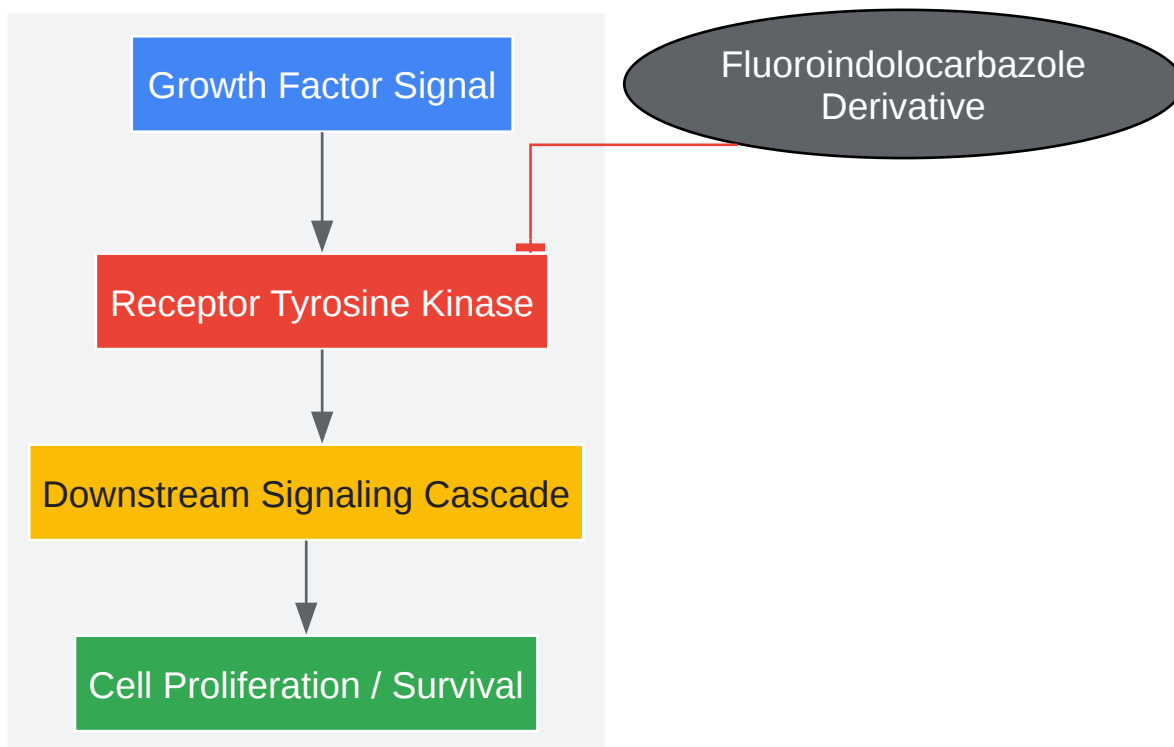 Growth Factor Signal
Fluoroindolocarbazole
Derivative
Receptor Tyrosine Kinase
Downstream Signaling Cascade
Cell Proliferation / Survival